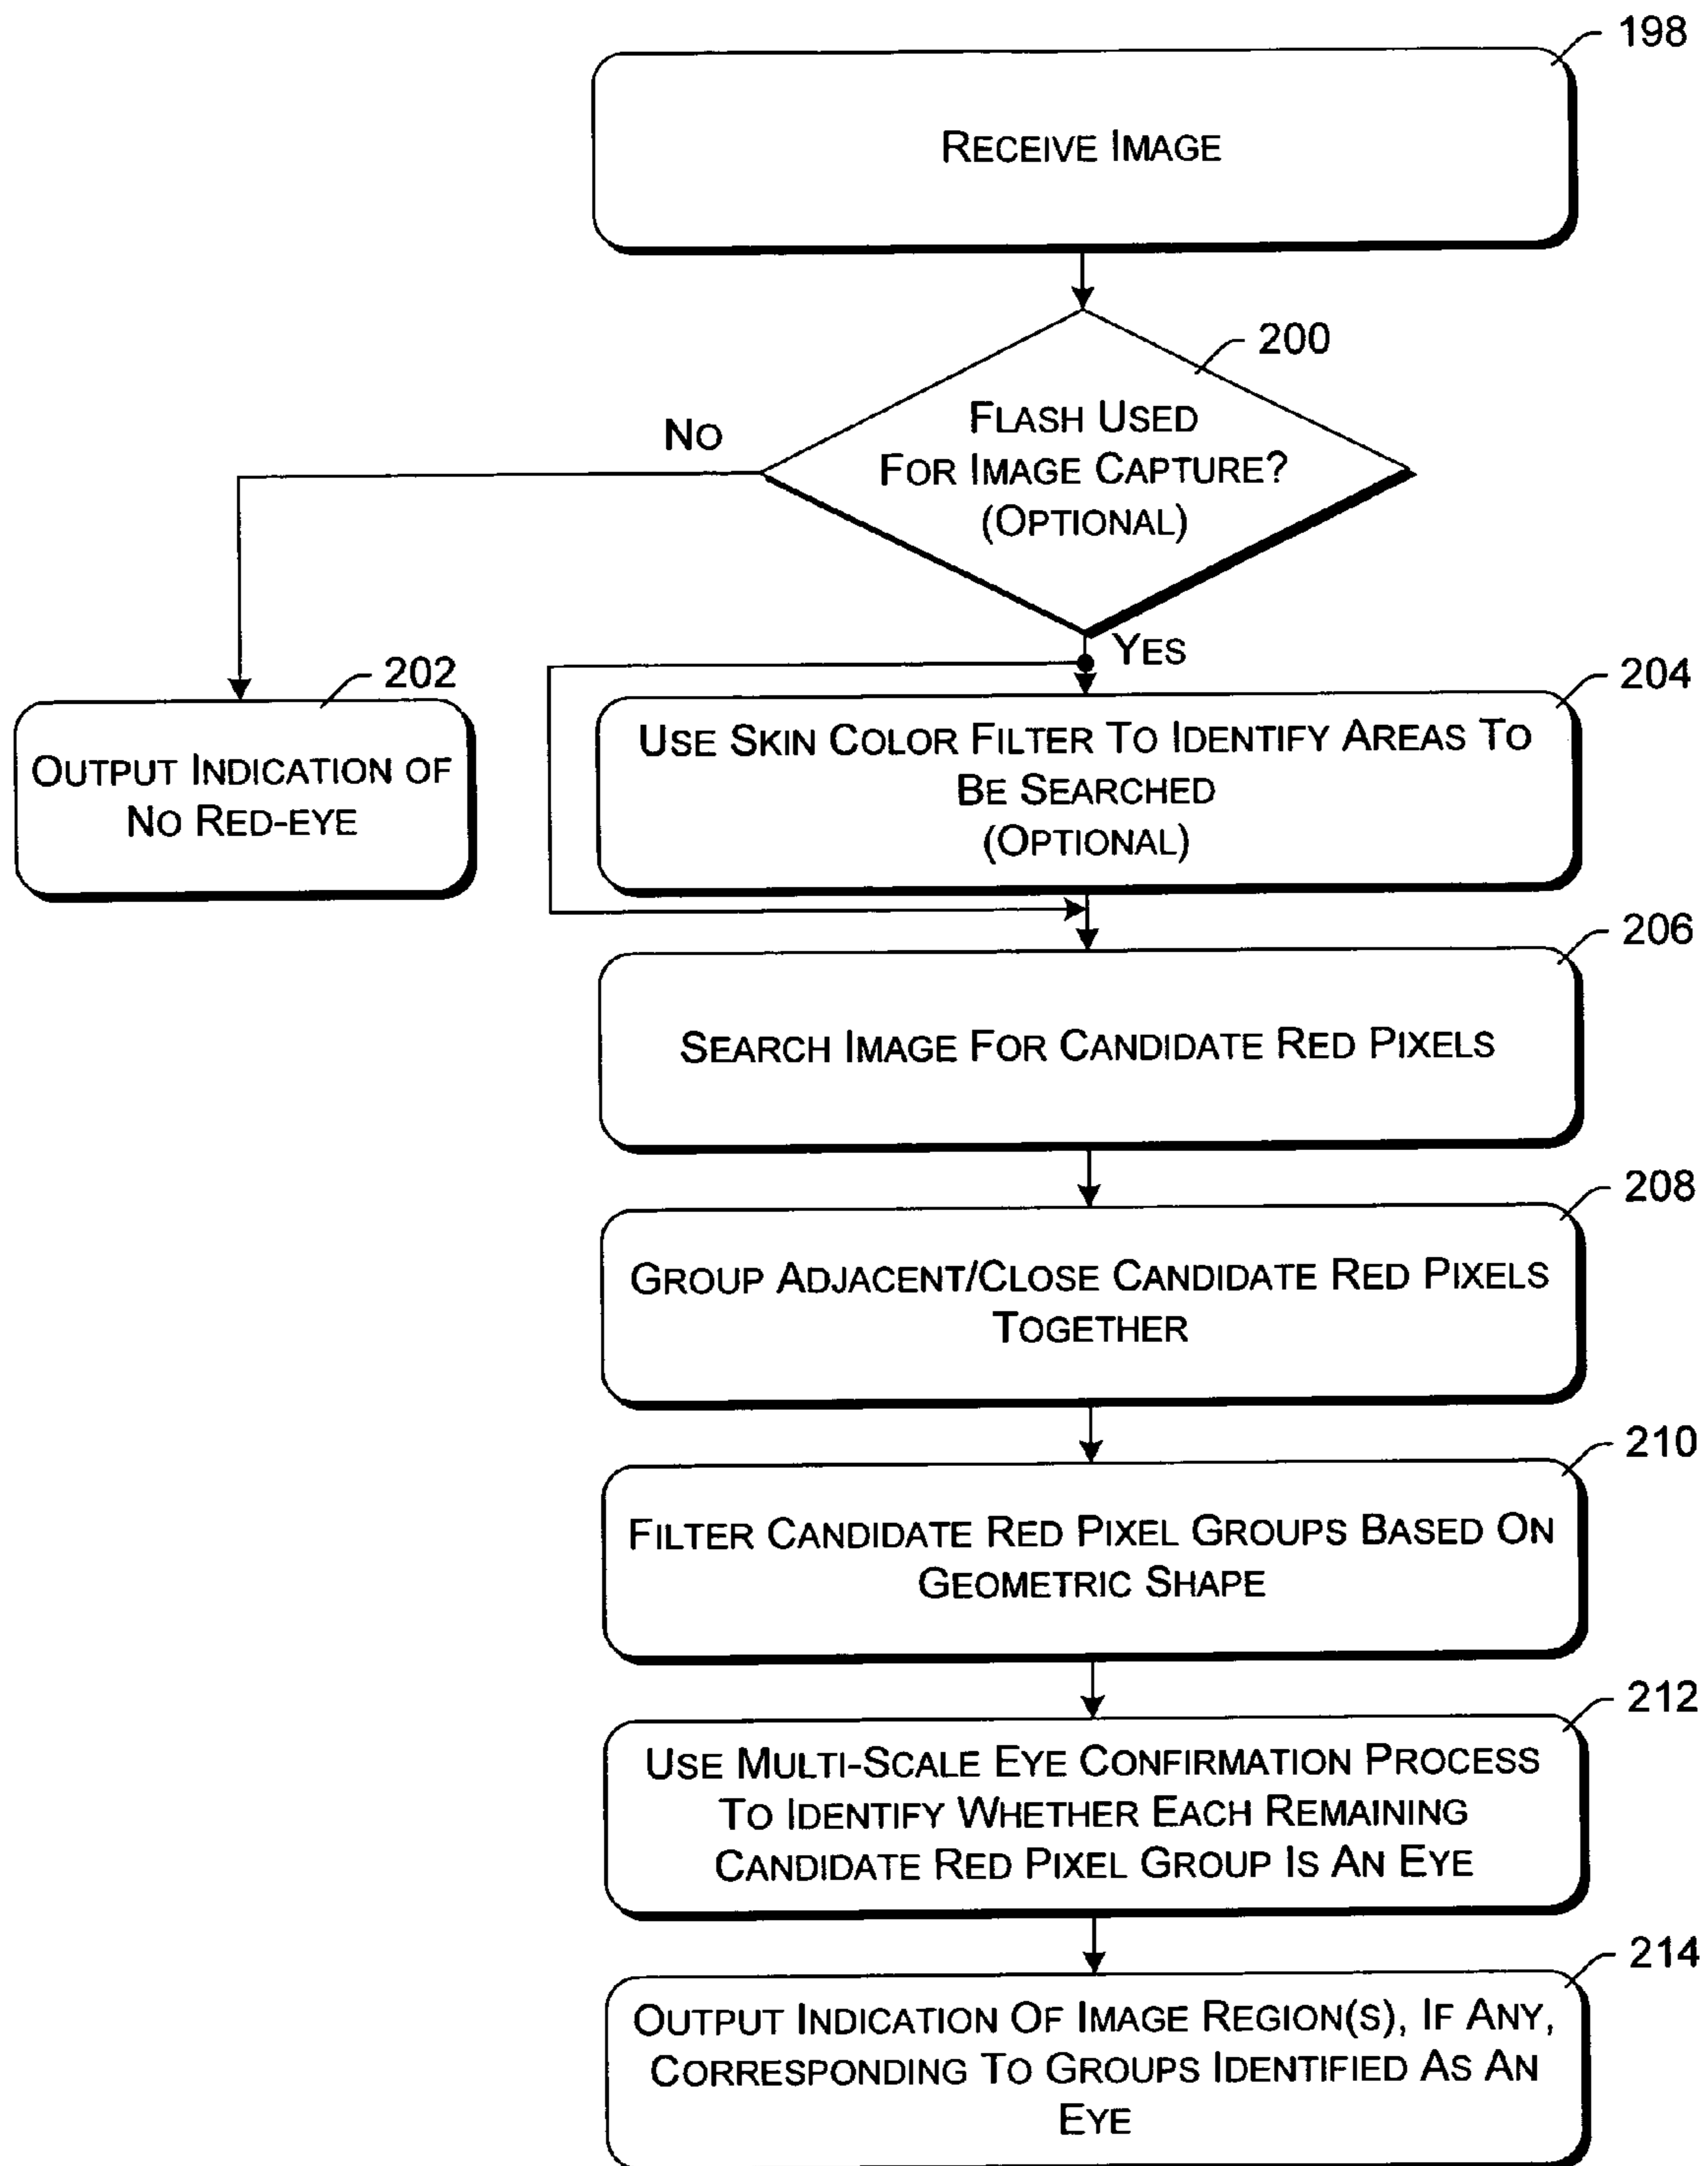 198
RECEIVE IMAGE
200
FLASH USED
FOR IMAGE CAPTURE?
(OPTIONAL)
NO
YES
202
OUTPUT INDICATION OF
NO RED-EYE
204
USE SKIN COLOR FILTER TO IDENTIFY AREAS TO
BE SEARCHED
(OPTIONAL)
206
SEARCH IMAGE FOR CANDIDATE RED PIXELS
208
GROUP ADJACENT/CLOSE CANDIDATE RED PIXELS
TOGETHER
210
FILTER CANDIDATE RED PIXEL GROUPS BASED ON
GEOMETRIC SHAPE
212
USE MULTI-SCALE EYE CONFIRMATION PROCESS
TO IDENTIFY WHETHER EACH REMAINING
CANDIDATE RED PIXEL GROUP IS AN EYE
214
OUTPUT INDICATION OF IMAGE REGION(S), IF ANY,
CORRESPONDING TO GROUPS IDENTIFIED AS AN
EYE